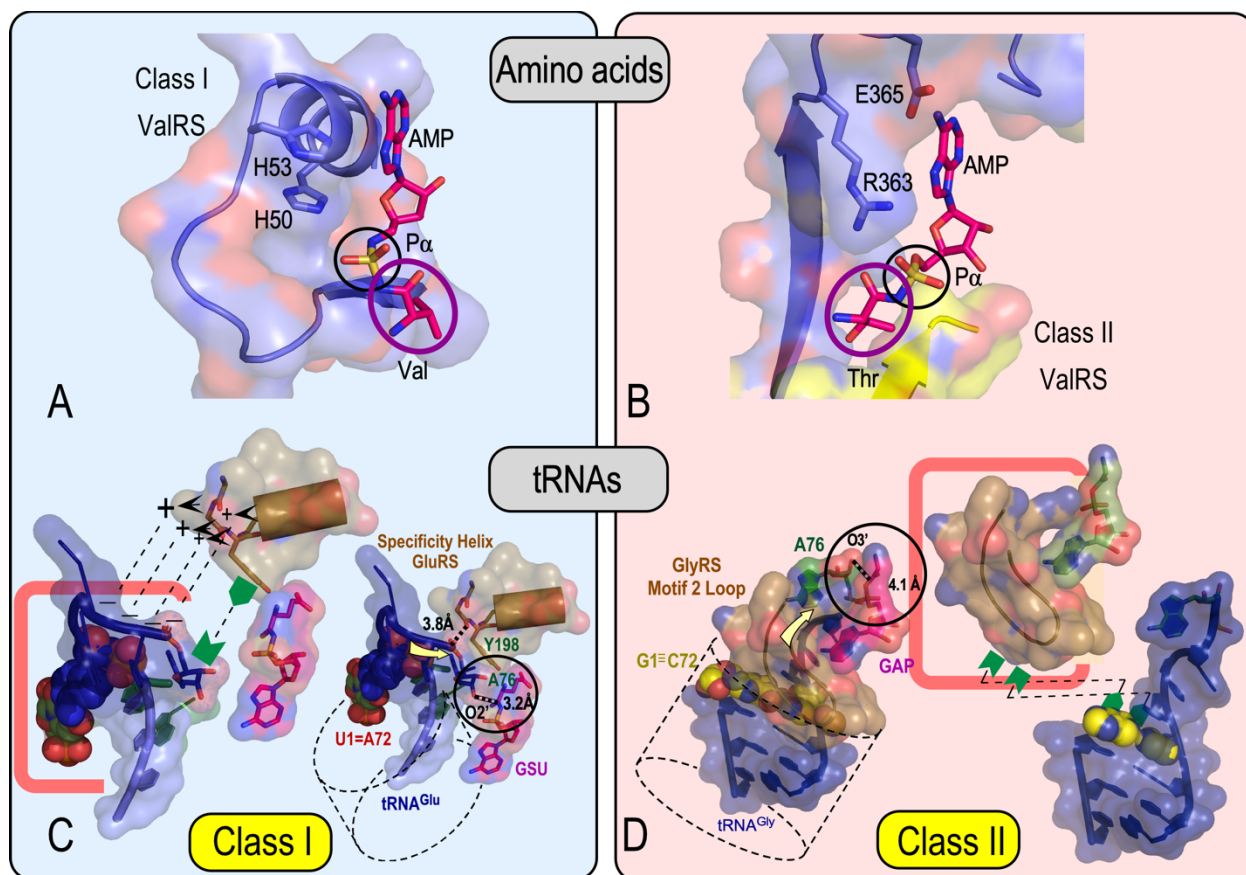 Amino acids
Class I
ValRS
H53
H50
AMP
Pα
Val
A
E365
AMP
R363
Pα
Thr
Class II
ValRS
B
tRNAs
+
+
+
+
+
Specificity Helix
GluRS
3.8Å
Y198
A76
O2'
3.2Å
U1=A72
GSU
tRNAGlu
C
Class I
A76
O3'
GlyRS
Motif 2 Loop
4.1 Å
G1≡C72
GAP
tRNAGly
D
Class II